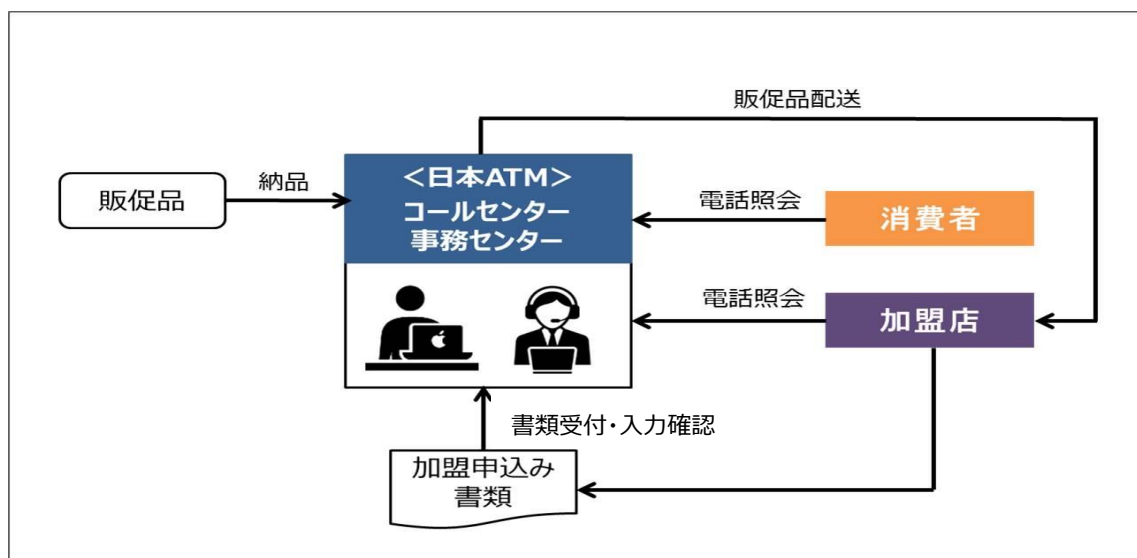 販促品配送
販促品
納品
＜日本ATM＞
コールセンター
事務センター
電話照会
消費者
電話照会
加盟店
書類受付・入力確認
加盟申込み
書類